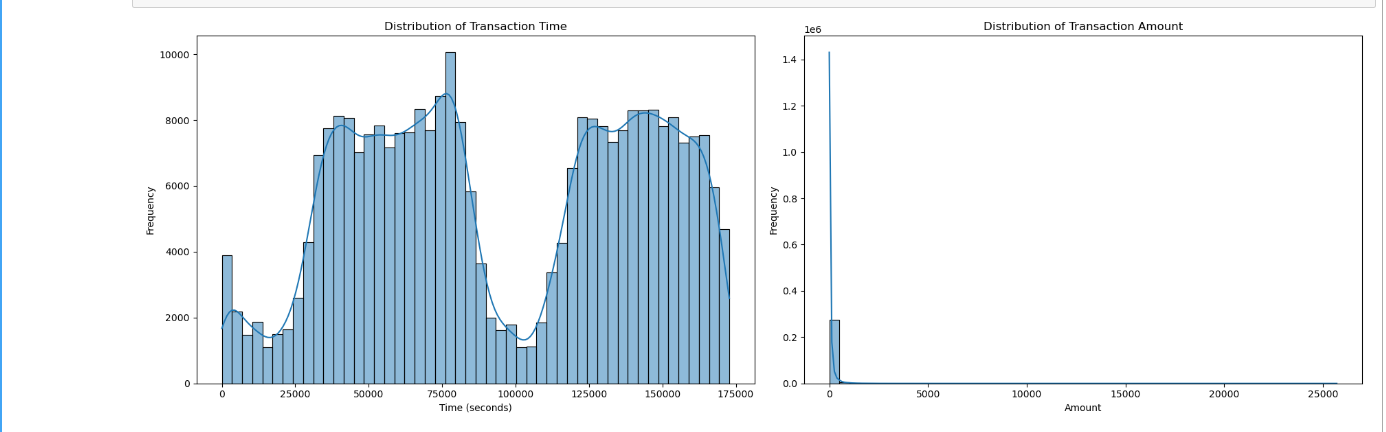 Distribution of Transaction Time
10000
8000
6000
4000
2000
0
Frequency
0 25000 50000 75000 100000 125000 150000 175000
Time (seconds)
Distribution of Transaction Amount
1e6
1.4
1.2
1.0
0.8
0.6
0.4
0.2
0.0
Frequency
0 5000 10000 15000 20000 25000
Amount